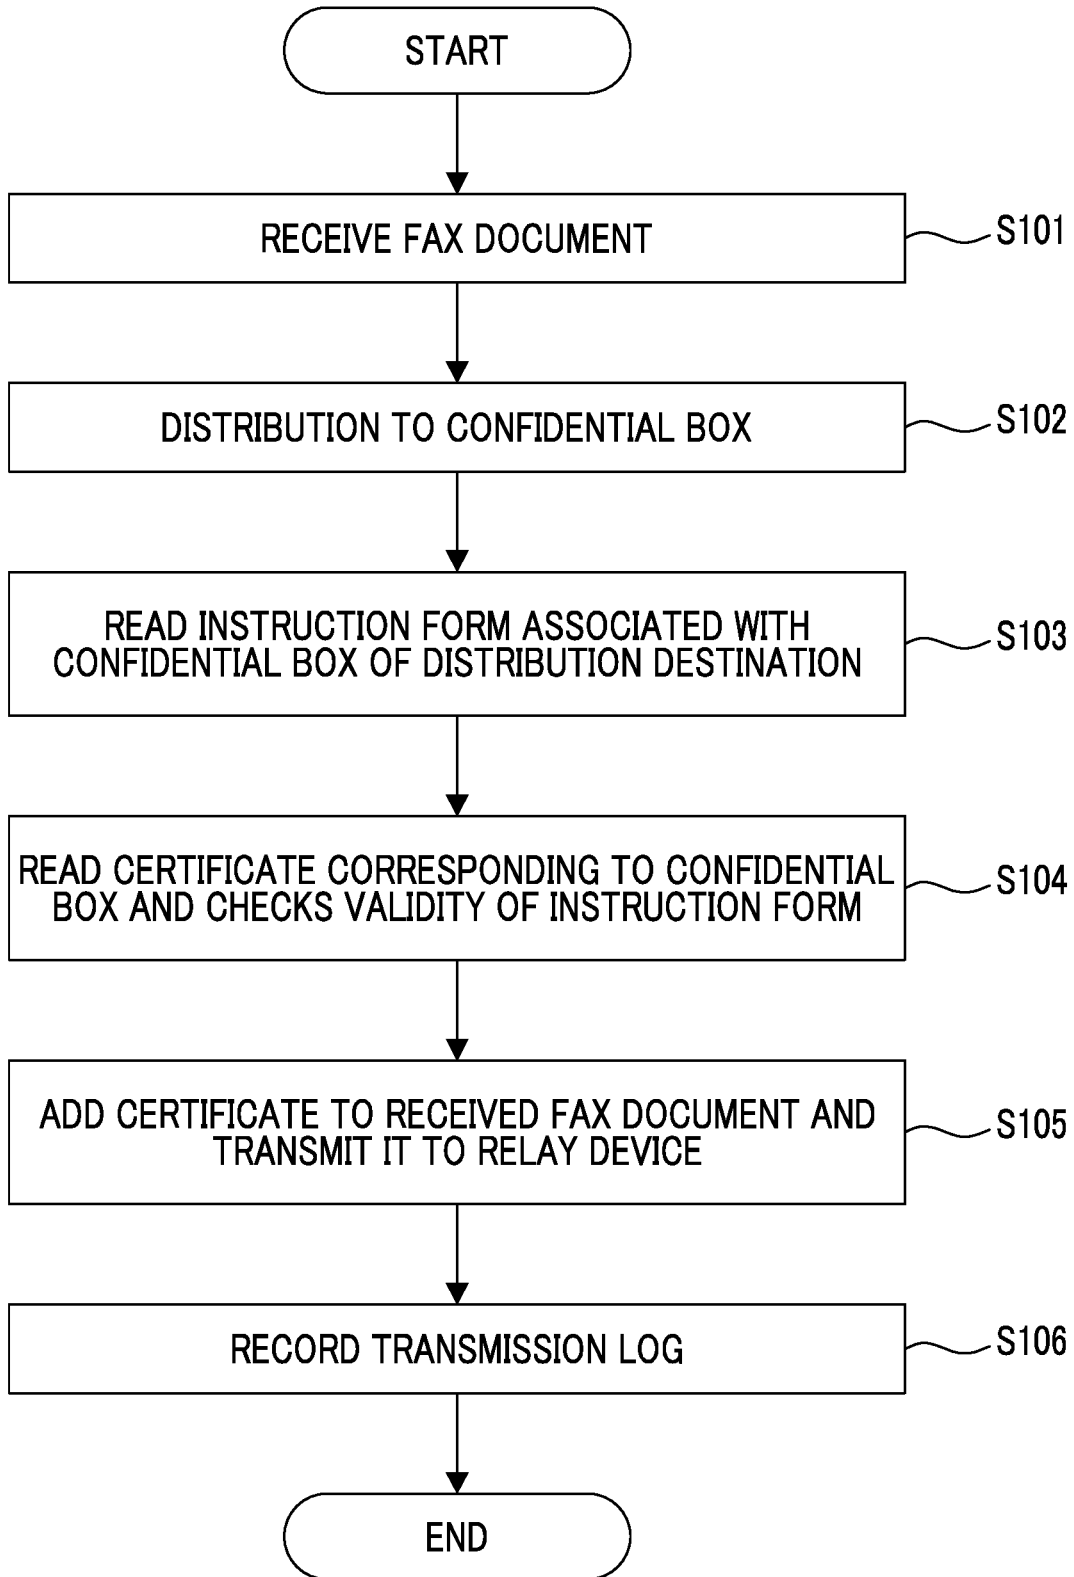 START
RECEIVE FAX DOCUMENT
S101
DISTRIBUTION TO CONFIDENTIAL BOX
S102
READ INSTRUCTION FORM ASSOCIATED WITH
CONFIDENTIAL BOX OF DISTRIBUTION DESTINATION
S103
READ CERTIFICATE CORRESPONDING TO CONFIDENTIAL
BOX AND CHECKS VALIDITY OF INSTRUCTION FORM
S104
ADD CERTIFICATE TO RECEIVED FAX DOCUMENT AND
TRANSMIT IT TO RELAY DEVICE
S105
RECORD TRANSMISSION LOG
S106
END